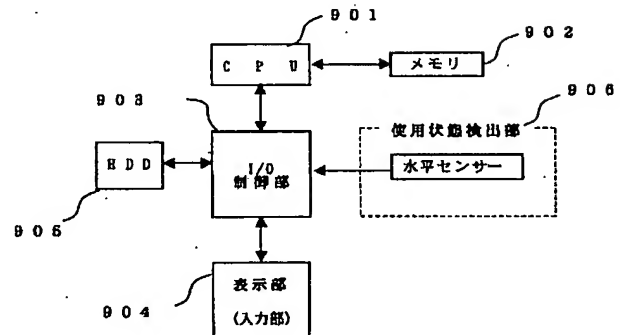 901
902
CPU
メモリ
903
906
使用状態検出部
HDD
I/O
制御部
水平センサー
905
表示部
904
(入力部)